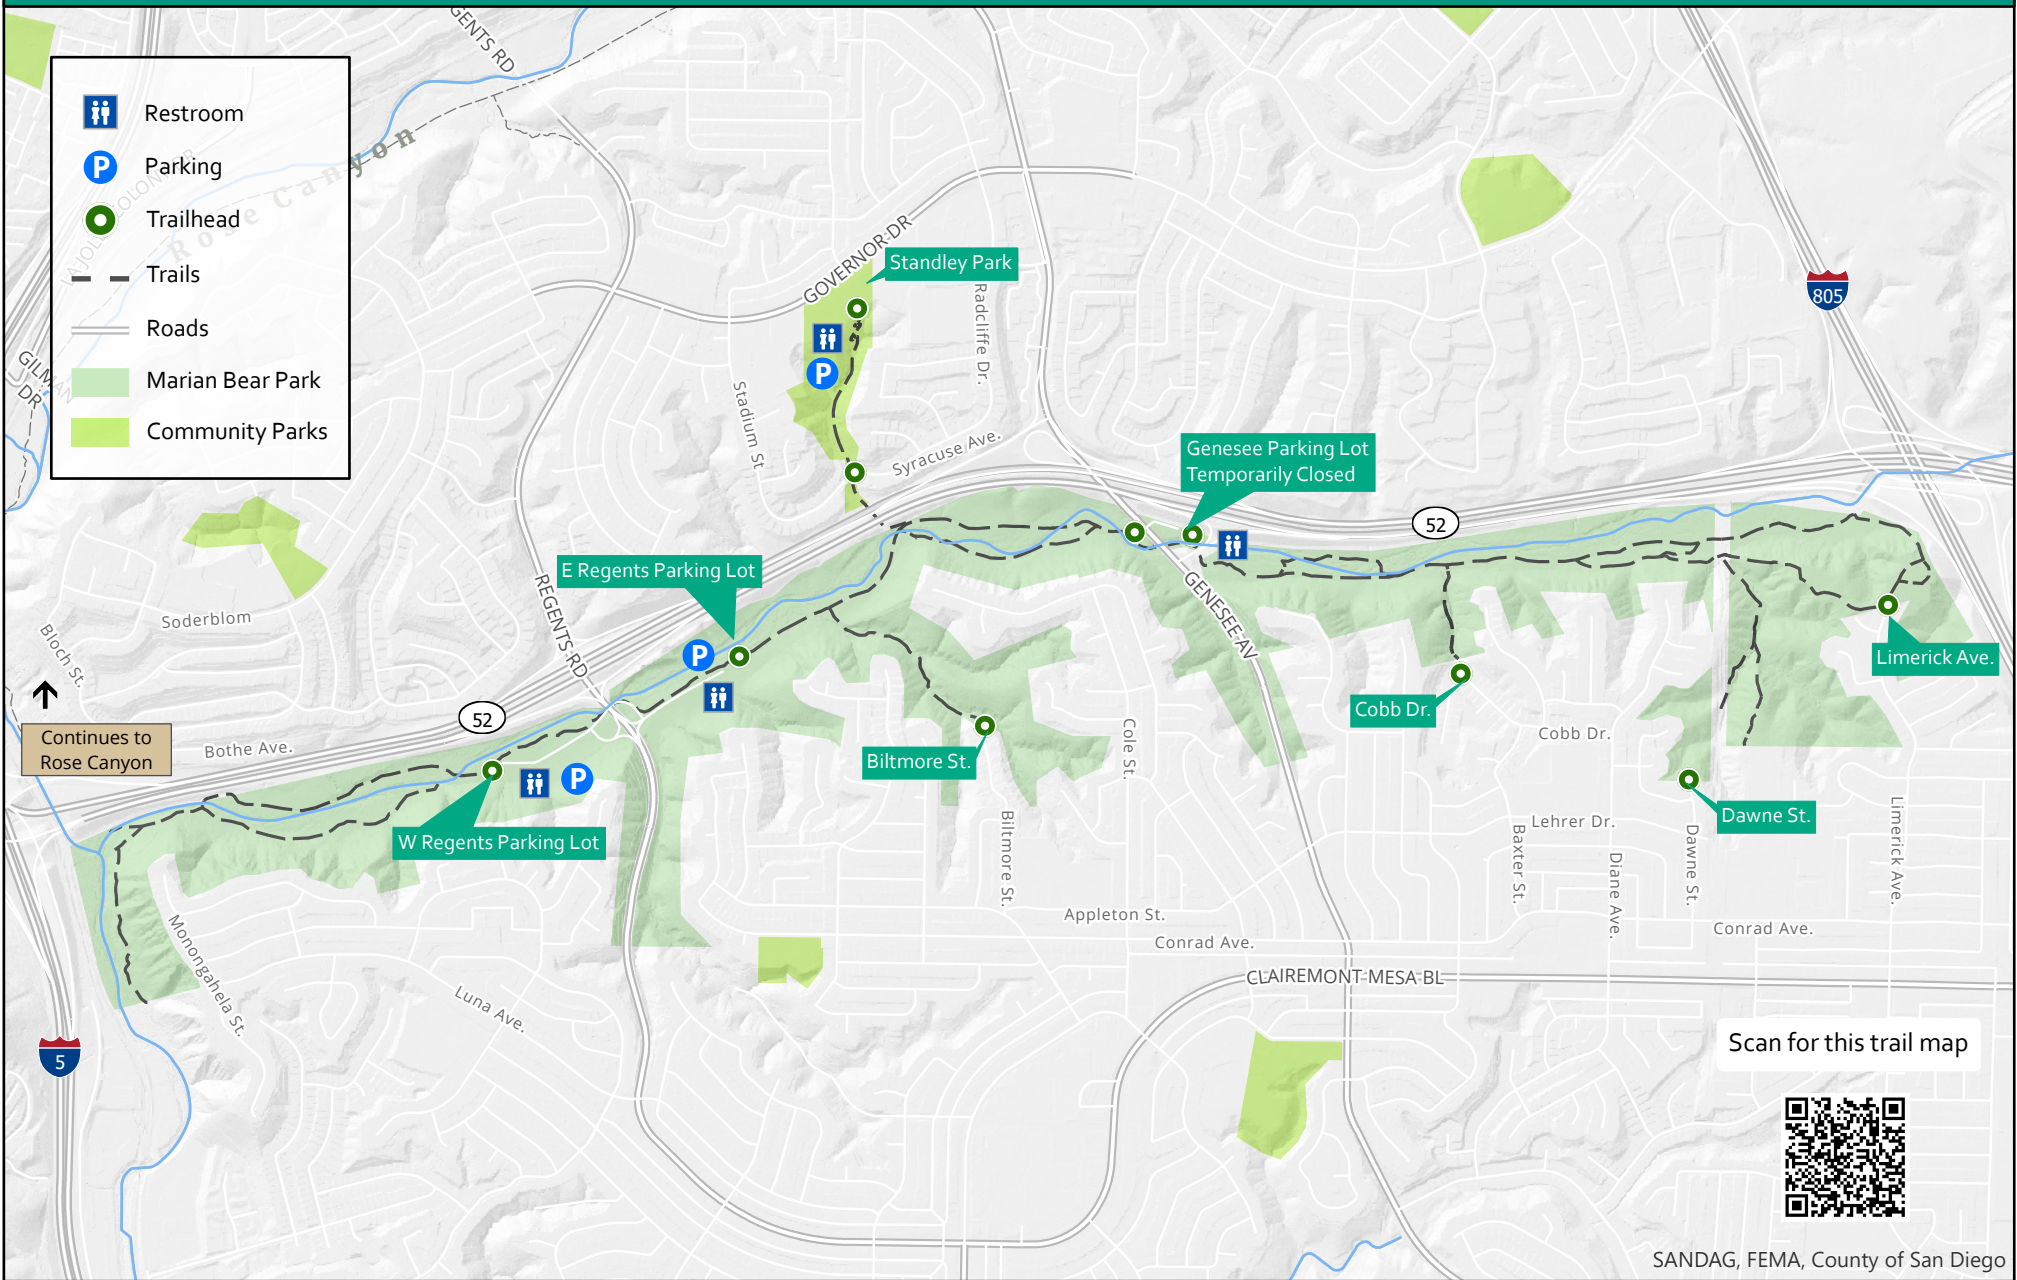 GENTS RD
Restroom
Parking
Trailhead
Trails
Roads
Marian Bear Park
Community Parks
Rose Canyon
GILMAN DR
GOVERNOR DR
Standley Park
Radcliffe Dr.
805
Stadium St
Syracuse Ave.
Genesee Parking Lot
Temporarily Closed
52
E Regents Parking Lot
REGENTS RD
GENESEE AV
Soderblom
Bloch St.
Limerick Ave.
Cobb Dr.
52
Continues to
Rose Canyon
Bothe Ave.
Cole St.
Cobb Dr.
Biltmore St.
W Regents Parking Lot
Biltmore St.
Lehrer Dr.
Dawne St.
Baxter St.
Diane Ave.
Dawne St.
Limerick Ave.
Monongahela St.
Appleton St.
Conrad Ave.
Conrad Ave.
CLAIREMONT MESA BL
Luna Ave.
5
Scan for this trail map
SANDAG, FEMA, County of San Diego